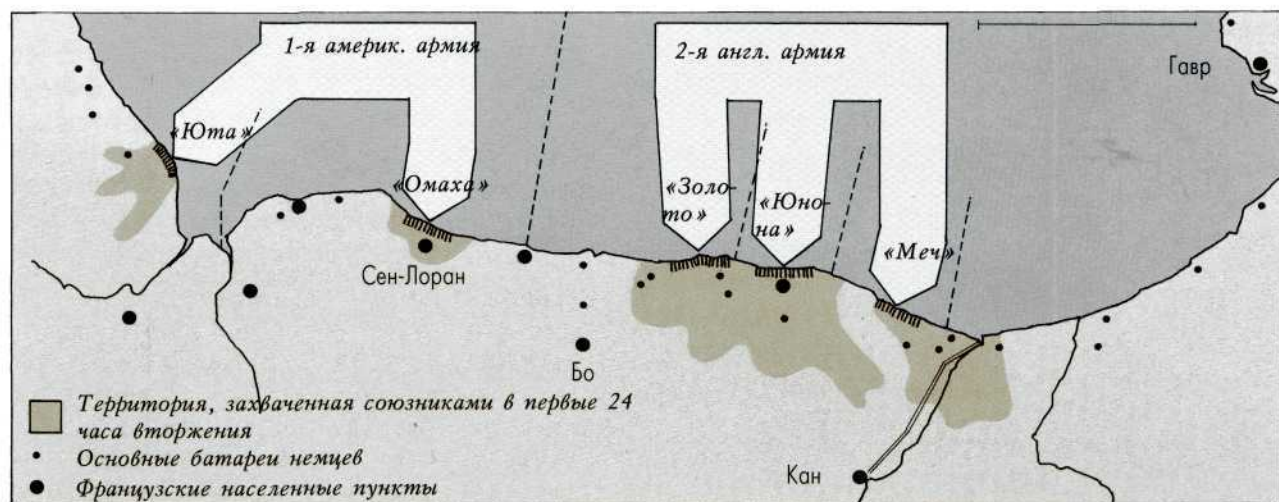 1-я америк. армия
2-я англ. армия
Гавр
«Юта»
«Омаха»
«Золо-
то»
«Юно-
на»
«Меч»
Сен-Лоран
Бо
Кан
Территория, захваченная союзниками в первые 24
часа вторжения
Основные батареи немцев
Французские населенные пункты